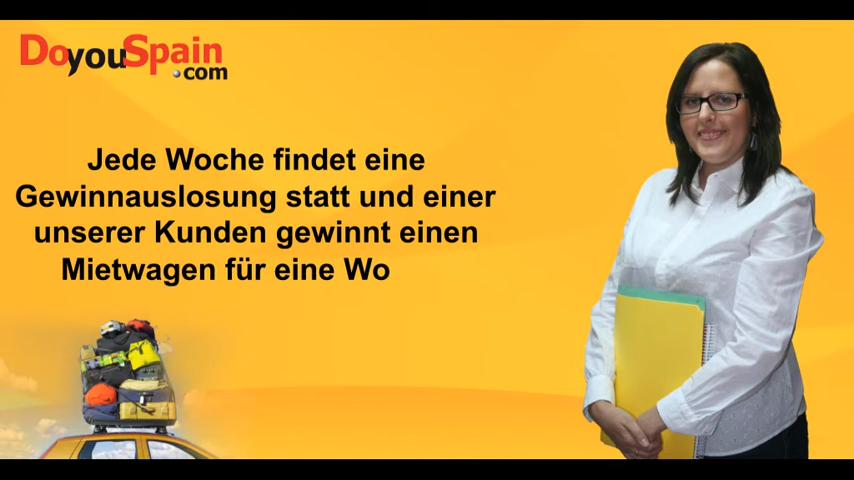 DoyouSpain
.com
Jede Woche findet eine
Gewinnauslosung statt und einer
unserer Kunden gewinnt einen
Mietwagen für eine Wo